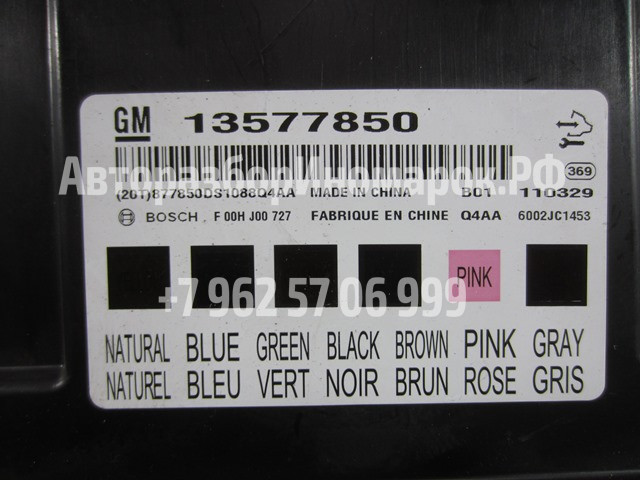 GM 13577850
АвторазборИномарок.РФ
369
(20T)877850DS1088Q4AA MADE IN CHINA B01 110329
BOSCH F 00H J00 727 FABRIQUE EN CHINE Q4AA 6002JC1453
PINK
+7 962 57 06 999
NATURAL BLUE GREEN BLACK BROWN PINK GRAY
NATUREL BLEU VERT NOIR BRUN ROSE GRIS